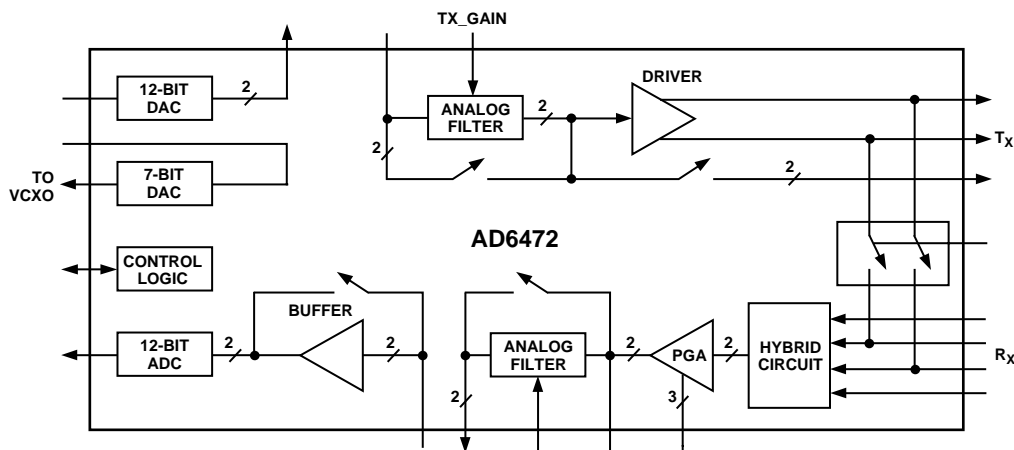 TX_GAIN
12-BIT
DAC
2
ANALOG
FILTER
2
DRIVER
2
TX
7-BIT
DAC
TO
VCXO
2
AD6472
CONTROL
LOGIC
BUFFER
12-BIT
ADC
2
2
2
ANALOG
FILTER
2
PGA
2
3
HYBRID
CIRCUIT
RX